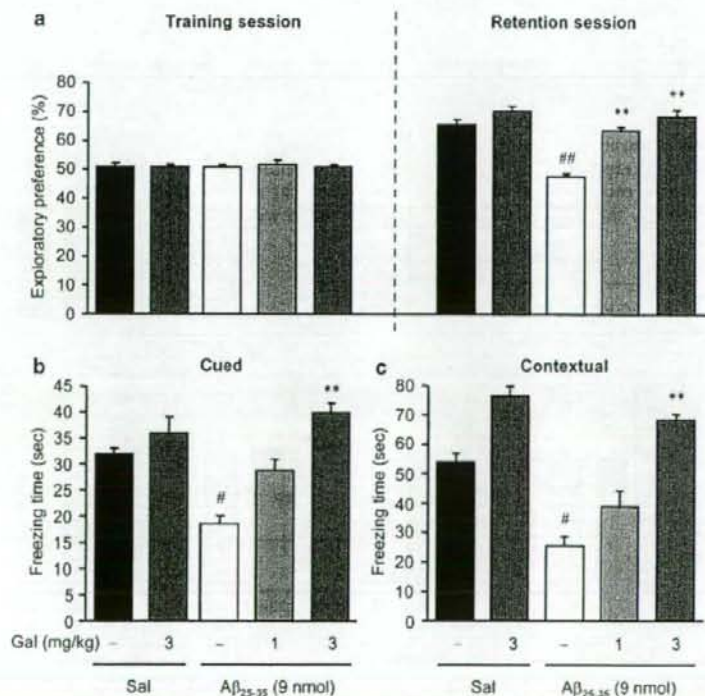 a
Training session
Retention session
Exploratory preference (%)
80
70
60
50
40
30
20
10
0
##
**
**
b
Cued
Freezing time (sec)
45
40
35
30
25
20
15
10
5
0
#
**
c
Contextual
Freezing time (sec)
80
70
60
50
40
30
20
10
0
#
**
Gal (mg/kg) – 3 – 1 3 – 3 – 1 3
Sal Aβ25-35 (9 nmol) Sal Aβ25-35 (9 nmol)